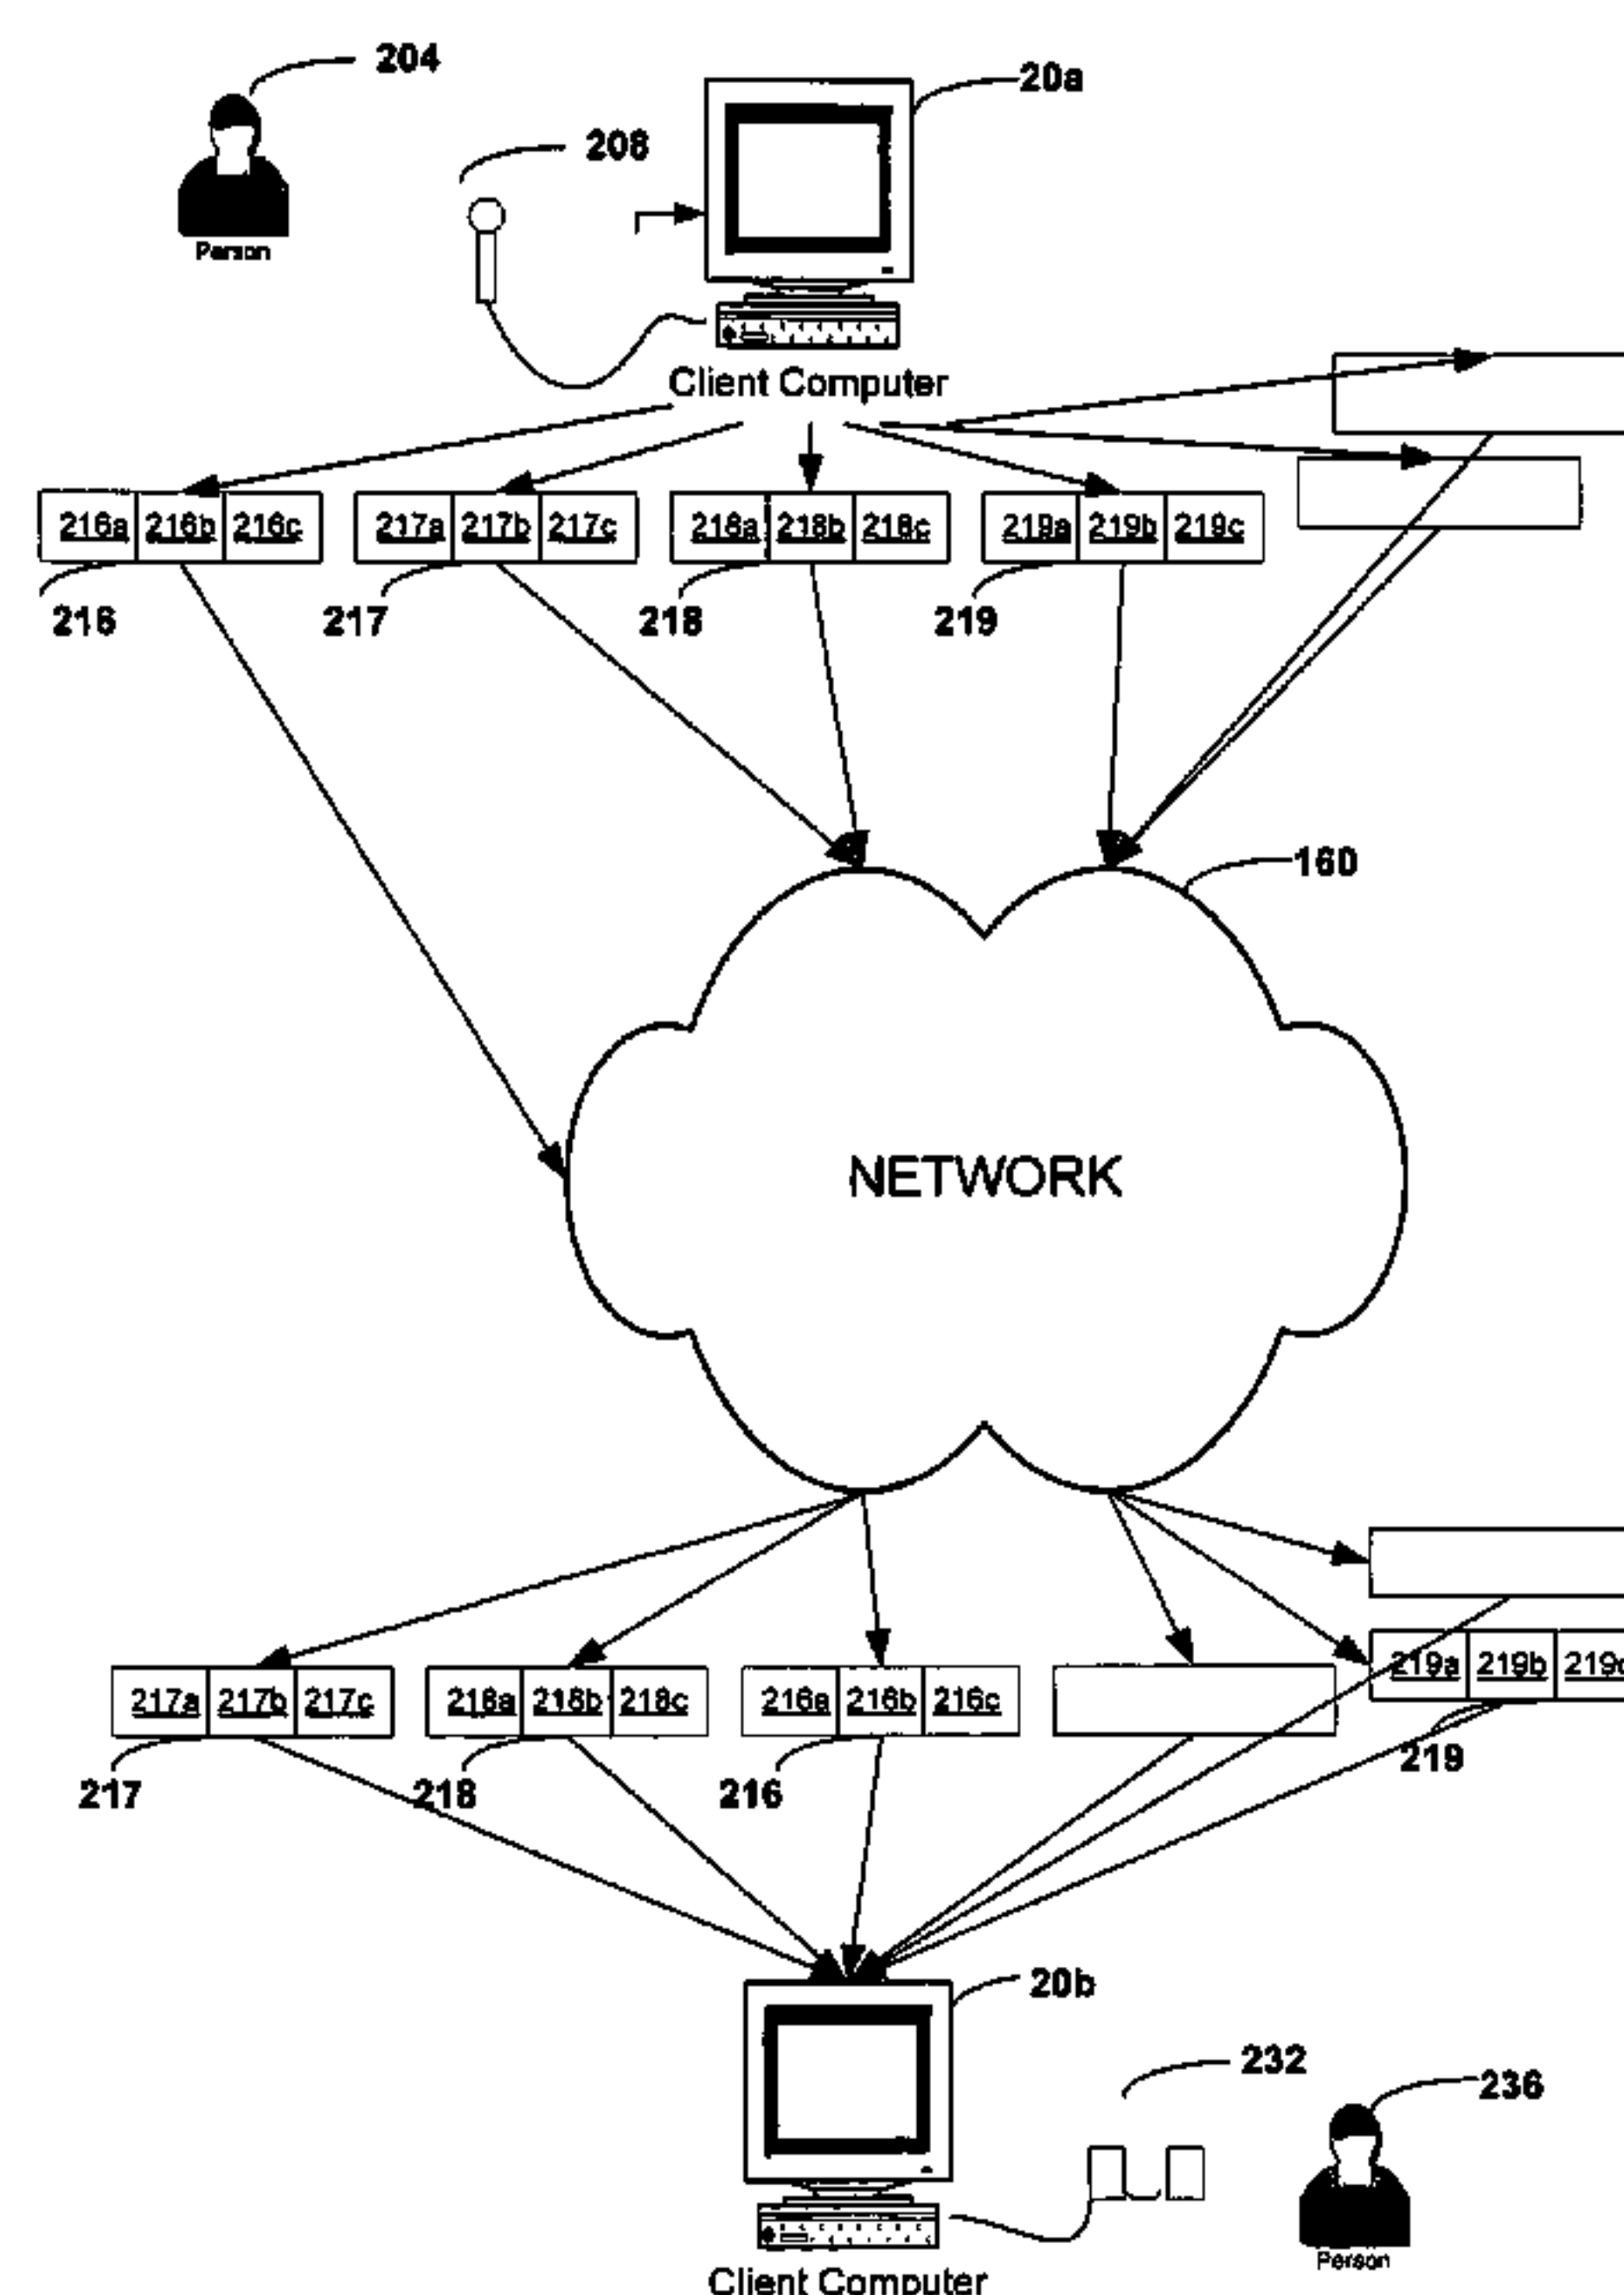 204
20a
208
Person
Client Computer
216a 216b 216c 217a 217b 217c 218a 218b 218c 219a 219b 219c
216 217 218 219
160
NETWORK
219a 219b 219c
217a 217b 217c 218a 218b 218c 216a 216b 216c
219
217 218 216
20b
232
236
Person
Client Computer